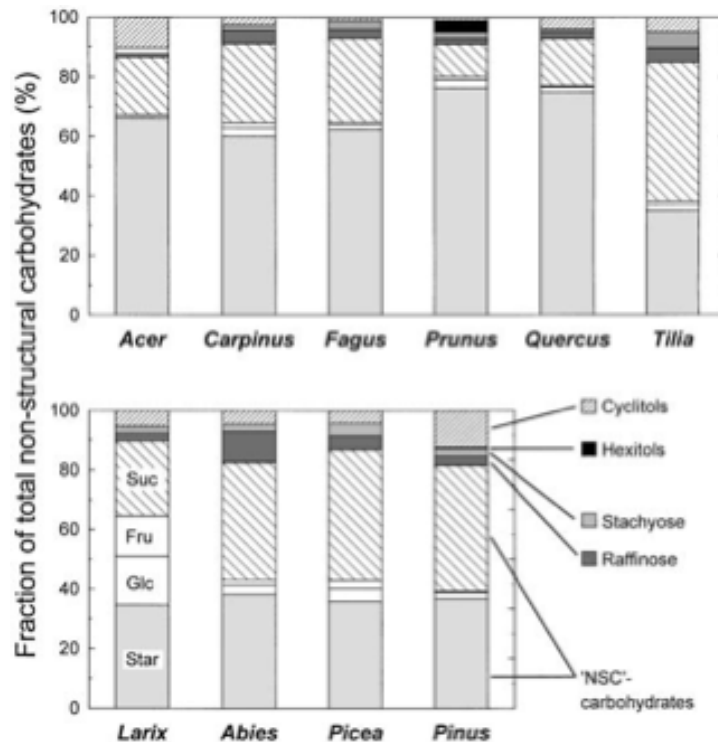 Fraction of total non-structural carbohydrates (%)
100
80
60
40
20
0
Acer Carpinus Fagus Prunus Quercus Tilia
100
80
60
40
20
0
Suc
Fru
Glc
Star
Cyclitols
Hexitols
Stachyose
Raffinose
'NSC'-
carbohydrates
Larix Abies Picea Pinus